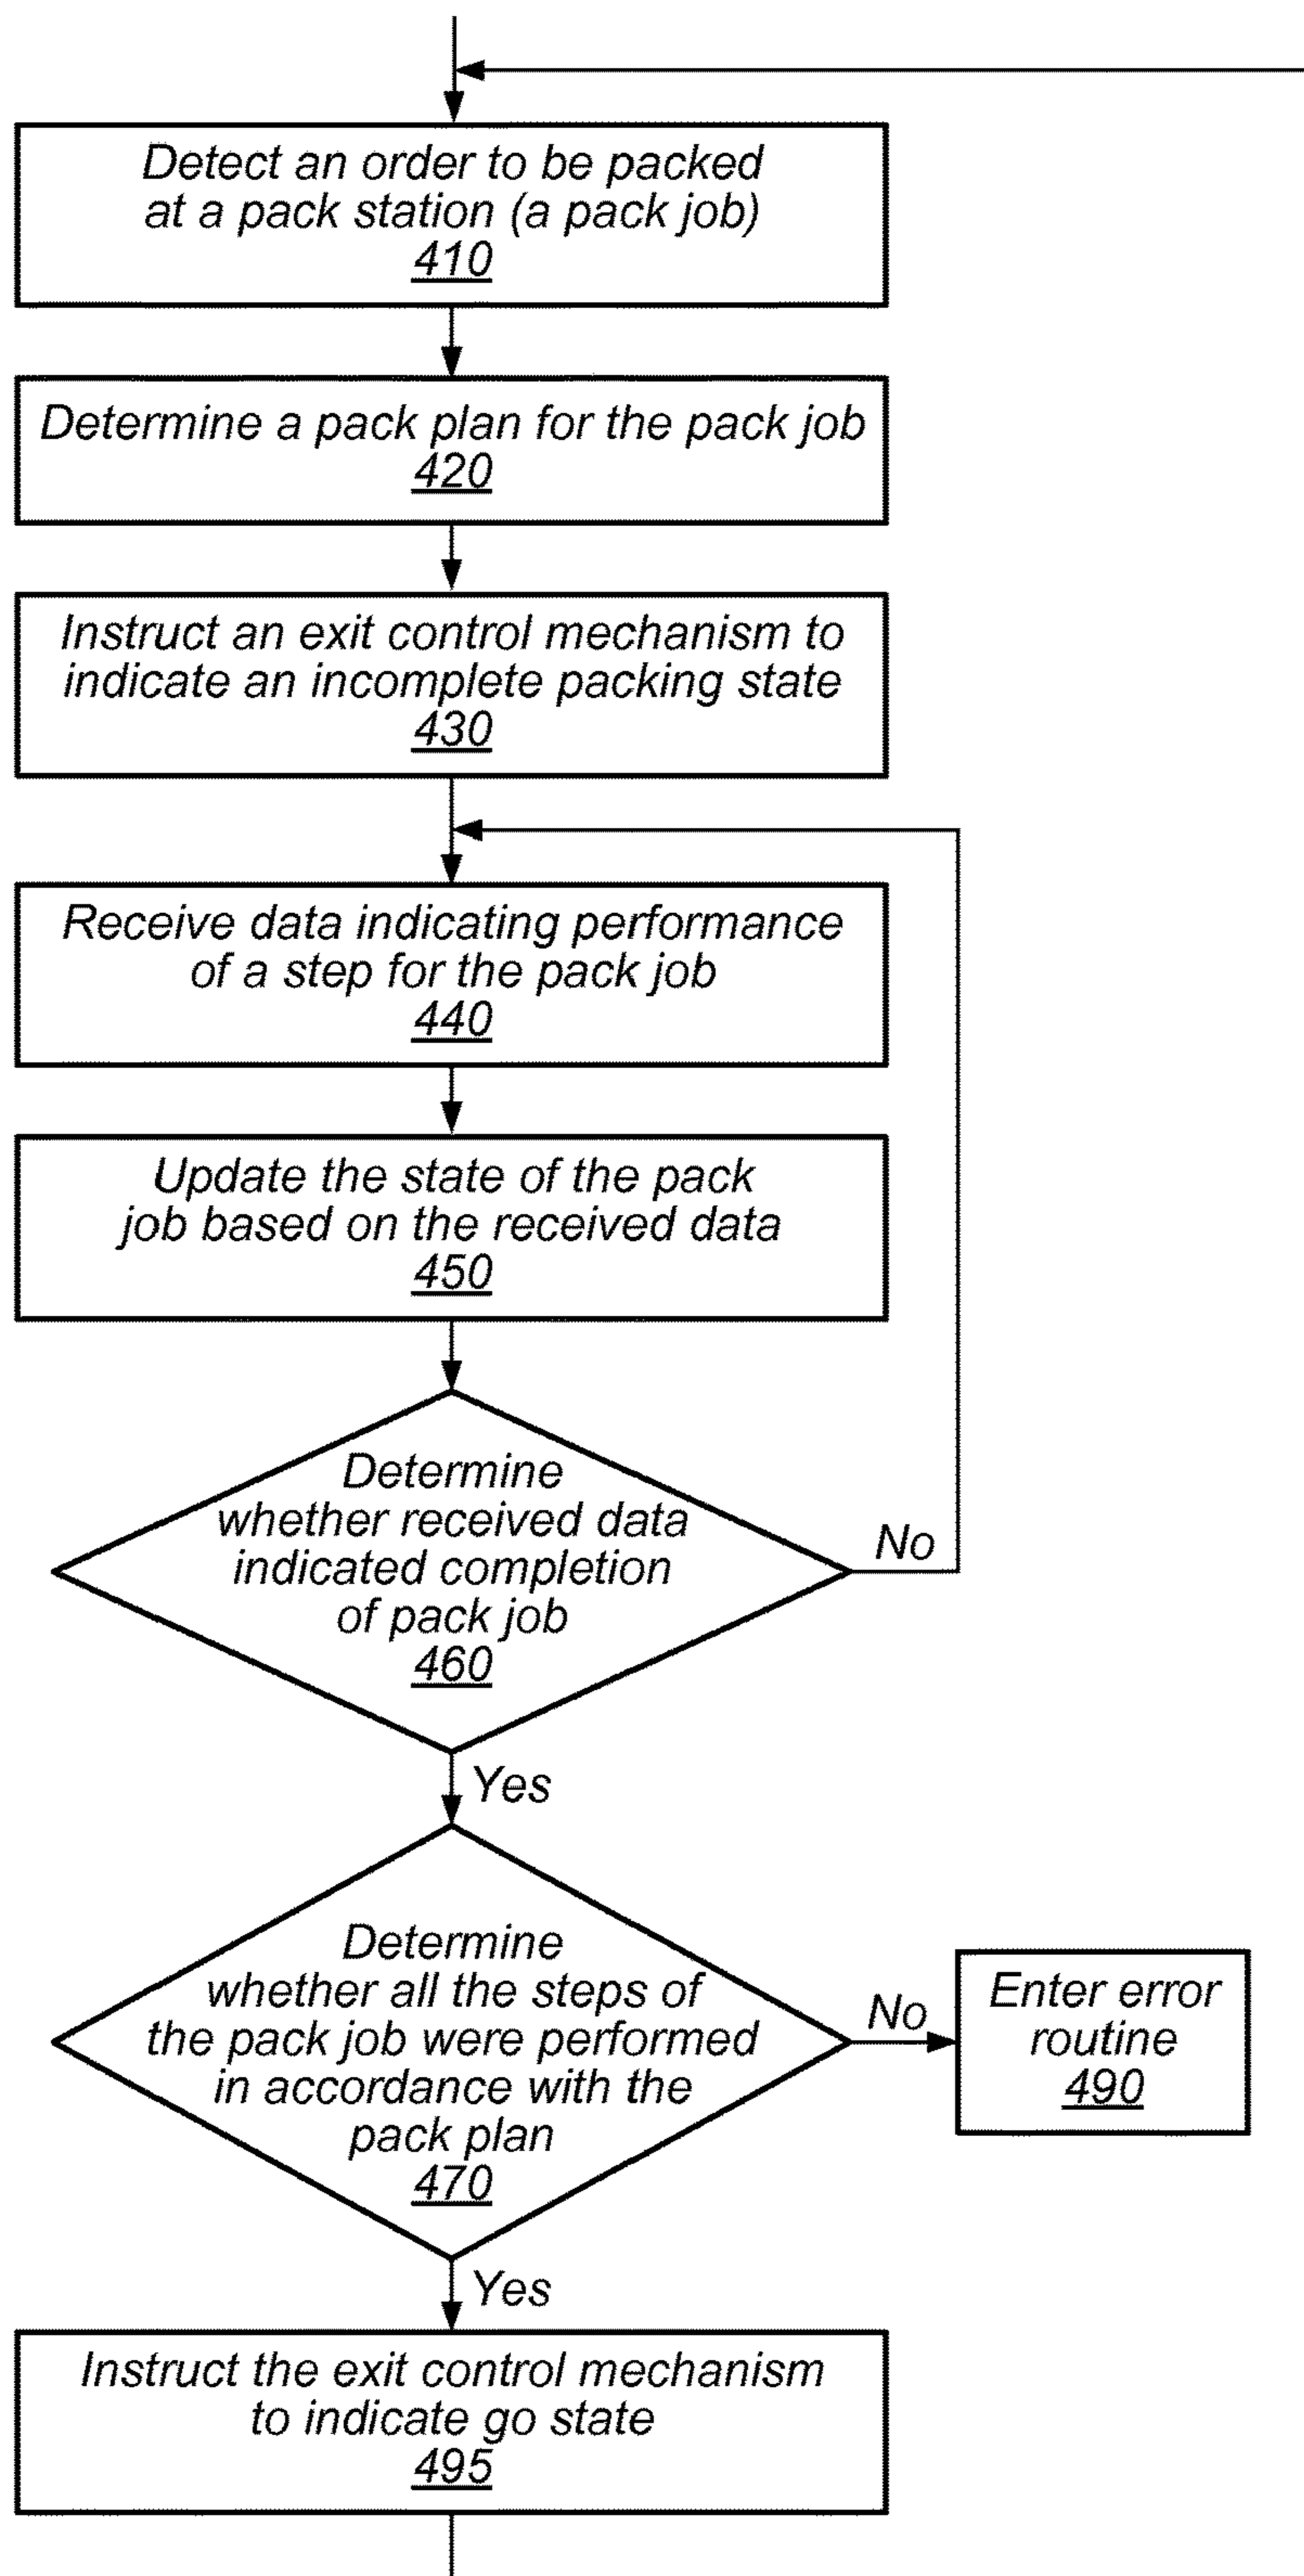 Detect an order to be packed
at a pack station (a pack job)
410
Determine a pack plan for the pack job
420
Instruct an exit control mechanism to
indicate an incomplete packing state
430
Receive data indicating performance
of a step for the pack job
440
Update the state of the pack
job based on the received data
450
Determine
whether received data
indicated completion
of pack job
460
No
Yes
Determine
whether all the steps of
the pack job were performed
in accordance with the
pack plan
470
No
Enter error
routine
490
Yes
Instruct the exit control mechanism
to indicate go state
495